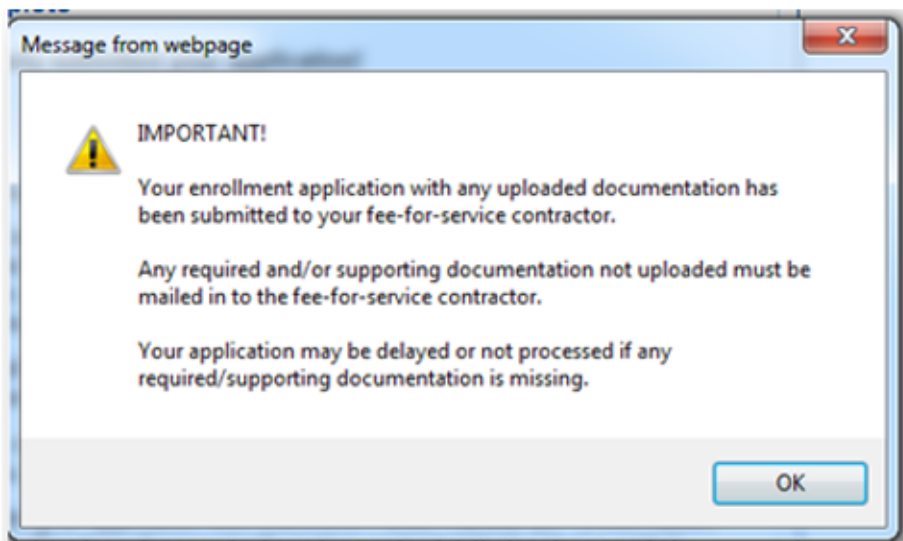 Message from webpage
IMPORTANT!
Your enrollment application with any uploaded documentation has
been submitted to your fee-for-service contractor.
Any required and/or supporting documentation not uploaded must be
mailed in to the fee-for-service contractor.
Your application may be delayed or not processed if any
required/supporting documentation is missing.
OK